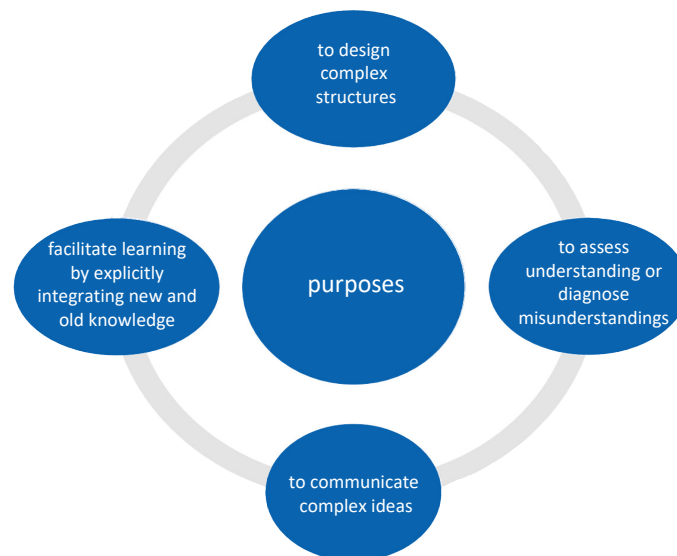 to design
complex
structures
facilitate learning
by explicitly
integrating new and
old knowledge
purposes
to assess
understanding or
diagnose
misunderstandings
to communicate
complex ideas